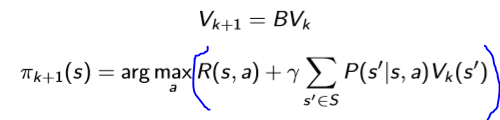 V_{k+1} = BV_k
π_{k+1}(s) = arg max_a (R(s, a) + γ ∑_{s'∈S} P(s'|s, a)V_k(s'))